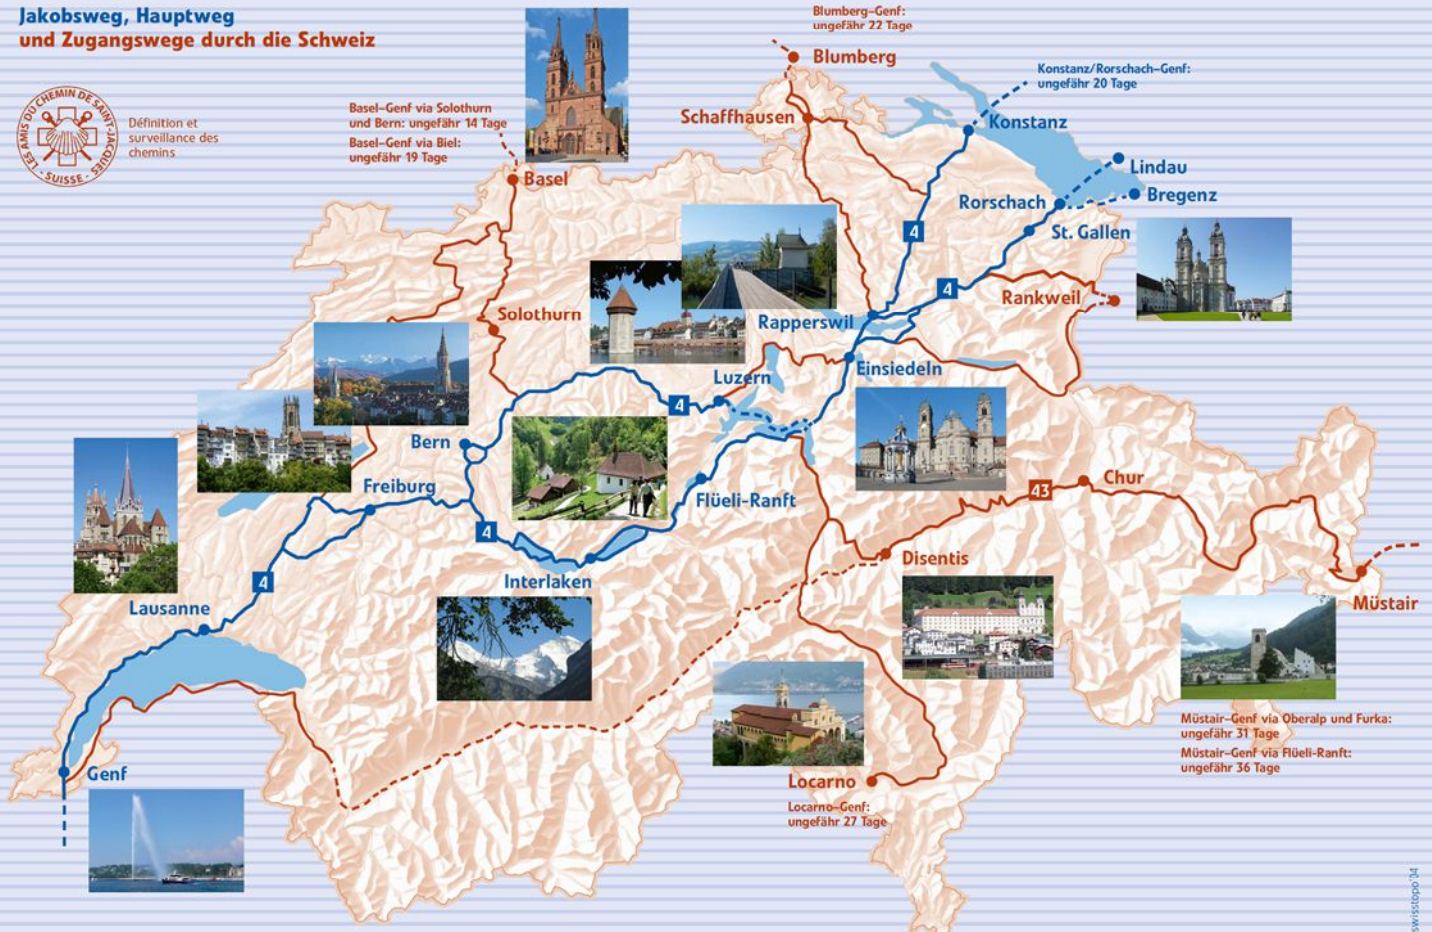 Jakobsweg, Hauptweg
und Zugangswege durch die Schweiz
LES AMIS DU CHEMIN DE SAINT-JACQUES
- SUISSE -
Définition et
surveillance des
chemins
Basel–Genf via Solothurn
und Bern: ungefähr 14 Tage
Basel–Genf via Biel:
ungefähr 19 Tage
Blumberg–Genf:
ungefähr 22 Tage
Blumberg
Konstanz/Rorschach–Genf:
ungefähr 20 Tage
Schaffhausen
Konstanz
Lindau
Basel
Bregenz
Rorschach
4
St. Gallen
4
Rankweil
Solothurn
Rapperswil
Einsiedeln
Luzern
4
Bern
Chur
Freiburg
43
Flüeli-Ranft
4
Disentis
Interlaken
4
Lausanne
Müstair
Müstair–Genf via Oberalp und Furka:
ungefähr 31 Tage
Müstair–Genf via Flüeli-Ranft:
ungefähr 36 Tage
Genf
Locarno
Locarno–Genf:
ungefähr 27 Tage
swisstopo'04